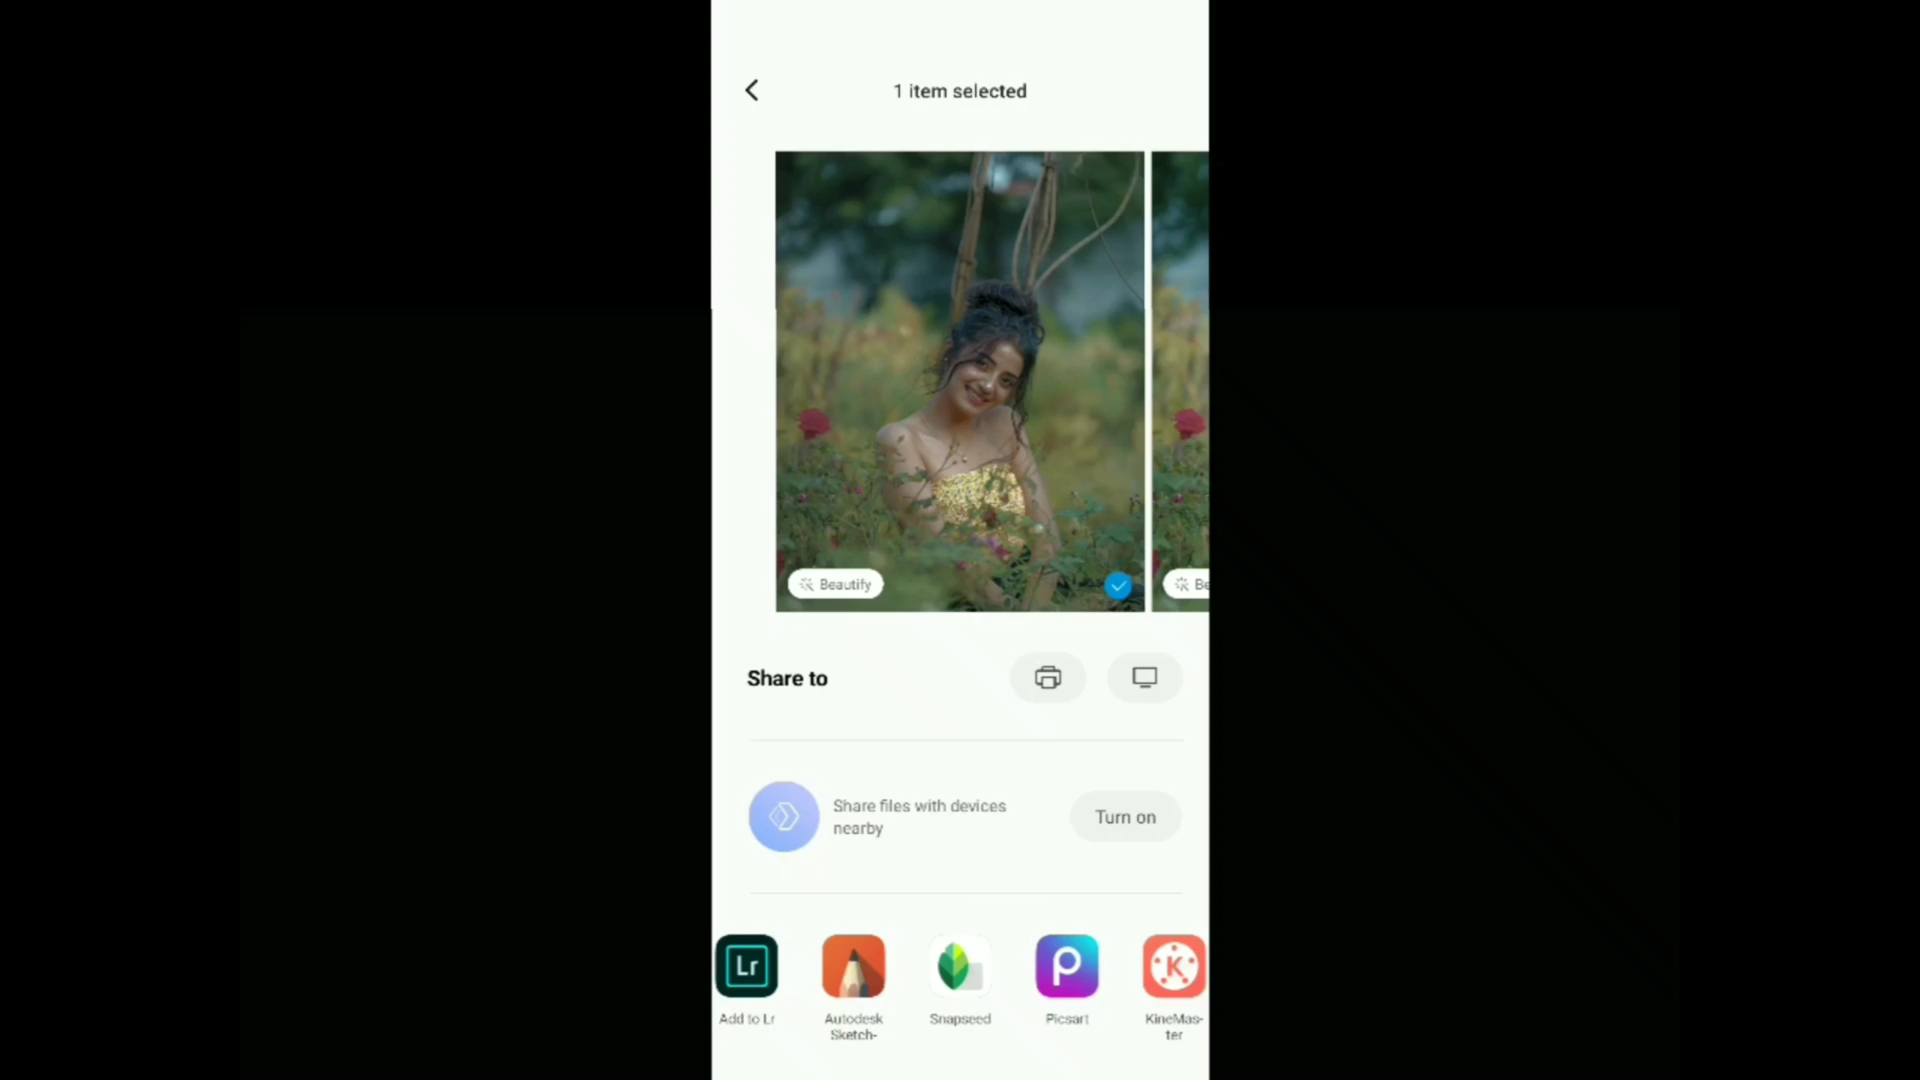 1 item selected
Beautify
Be
Share to
Share files with devices
nearby
Turn on
Lr
K
Add to Lr
Autodesk
Sketch-
Snapseed
Picsart
KineMas-
ter